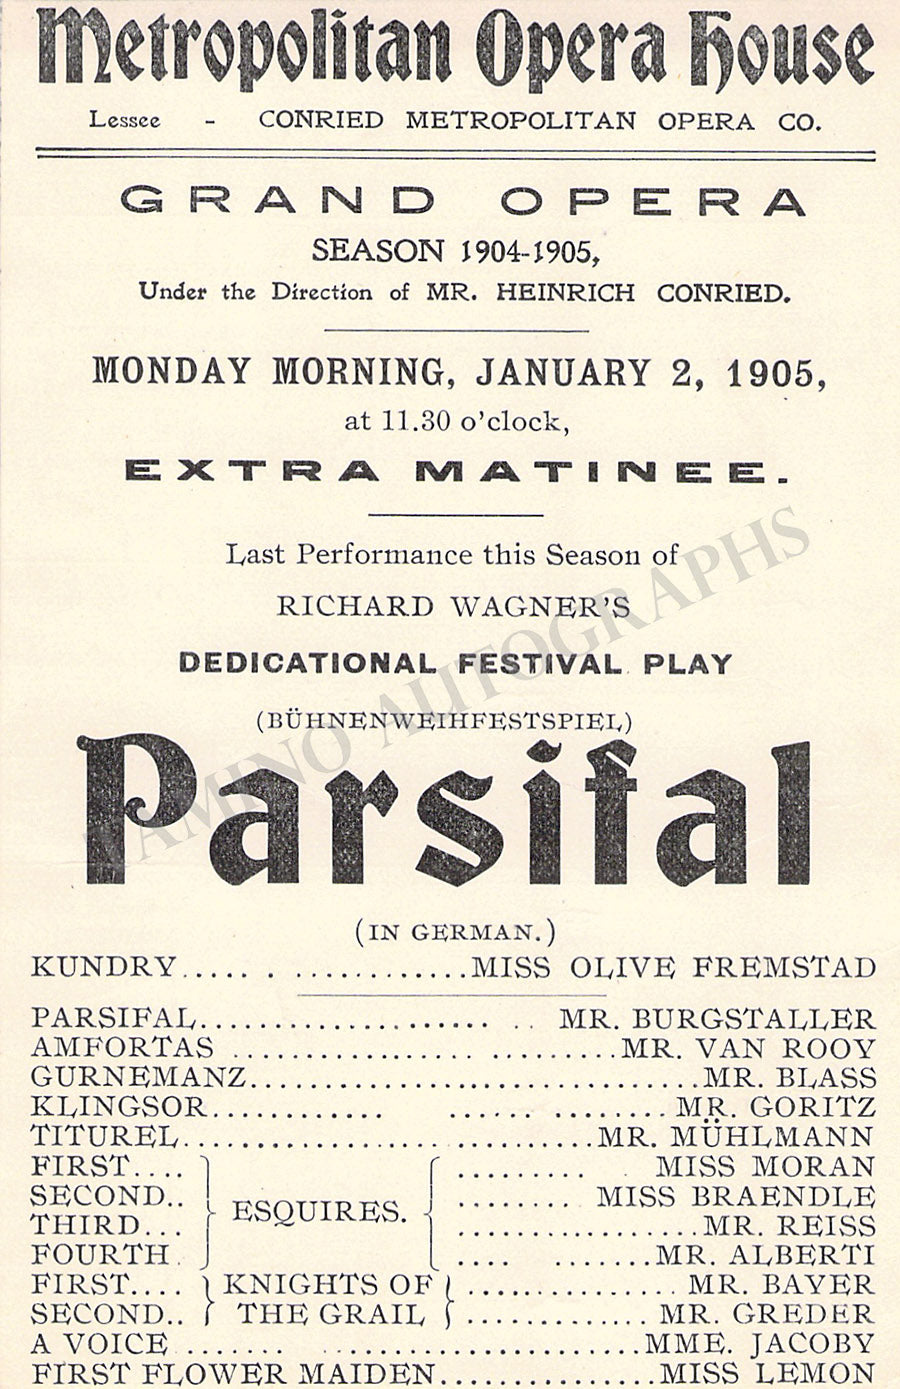 Metropolitan Opera House
Lessee - CONRIED METROPOLITAN OPERA CO.
GRAND OPERA
SEASON 1904-1905,
Under the Direction of MR. HEINRICH CONRIED.
MONDAY MORNING, JANUARY 2, 1905,
at 11.30 o'clock,
EXTRA MATINEE.
Last Performance this Season of
RICHARD WAGNER'S
DEDICATIONAL FESTIVAL PLAY
(BÜHNENWEIHFESTSPIEL)
Parsifal
(IN GERMAN.)
KUNDRY..... . ............MISS OLIVE FREMSTAD
PARSIFAL...................... .. MR. BURGSTALLER
AMFORTAS ................ .........MR. VAN ROOY
GURNEMANZ................................MR. BLASS
KLINGSOR............ ...... ........MR. GORITZ
TITUREL.................. ..........MR. MÜHLMANN
FIRST.... ......... MISS MORAN
SECOND.. ........ MISS BRAENDLE
THIRD... ESQUIRES. .................MR. REISS
FOURTH . .... .......MR. ALBERTI
FIRST.... KNIGHTS OF ............... MR. BAYER
SECOND.. THE GRAIL .............MR. GREDER
A VOICE ....... .....................MME. JACOBY
FIRST FLOWER MAIDEN...............MISS LEMON
TAMINO AUTOGRAPHS